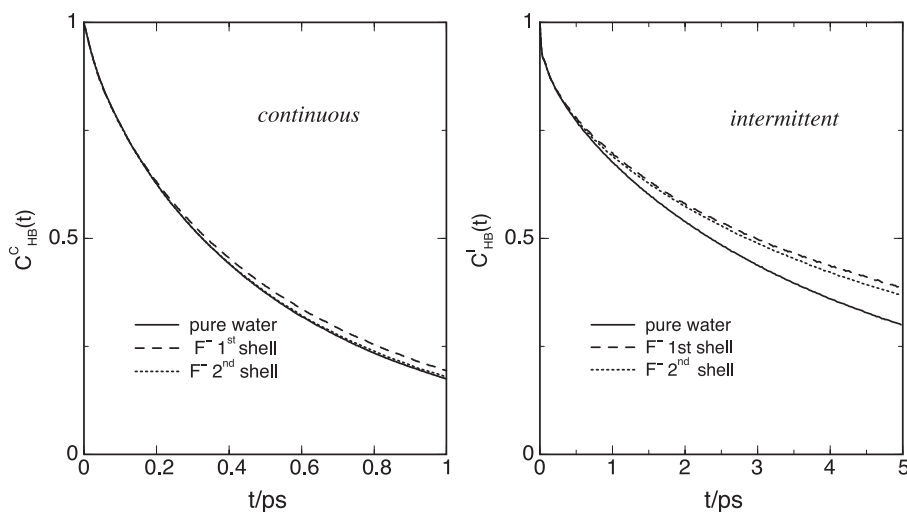 1
continuous
C^C_HB(t)
0.5
pure water
F⁻ 1st shell
F⁻ 2nd shell
0
0 0.2 0.4 0.6 0.8 1
t/ps
1
intermittent
C^I_HB(t)
0.5
pure water
F⁻ 1st shell
F⁻ 2nd shell
0
0 1 2 3 4 5
t/ps